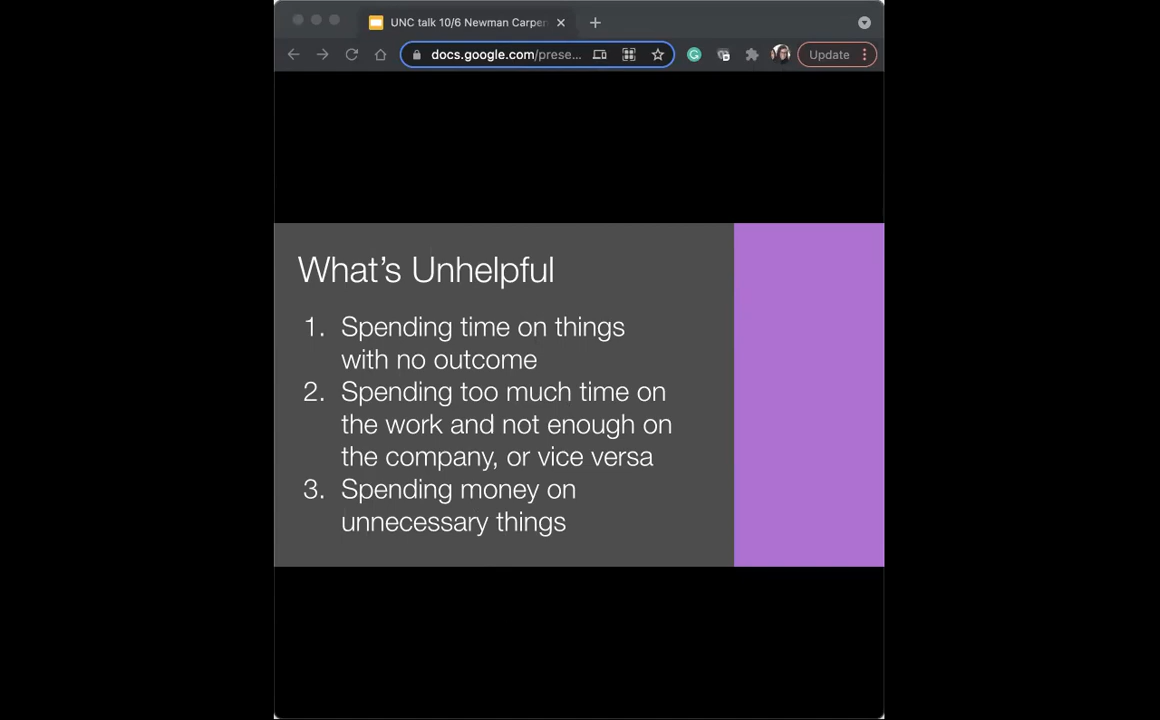 UNC talk 10/6 Newman Carpen
docs.google.com/prese...
Update
What's Unhelpful
1. Spending time on things
with no outcome
2. Spending too much time on
the work and not enough on
the company, or vice versa
3. Spending money on
unnecessary things